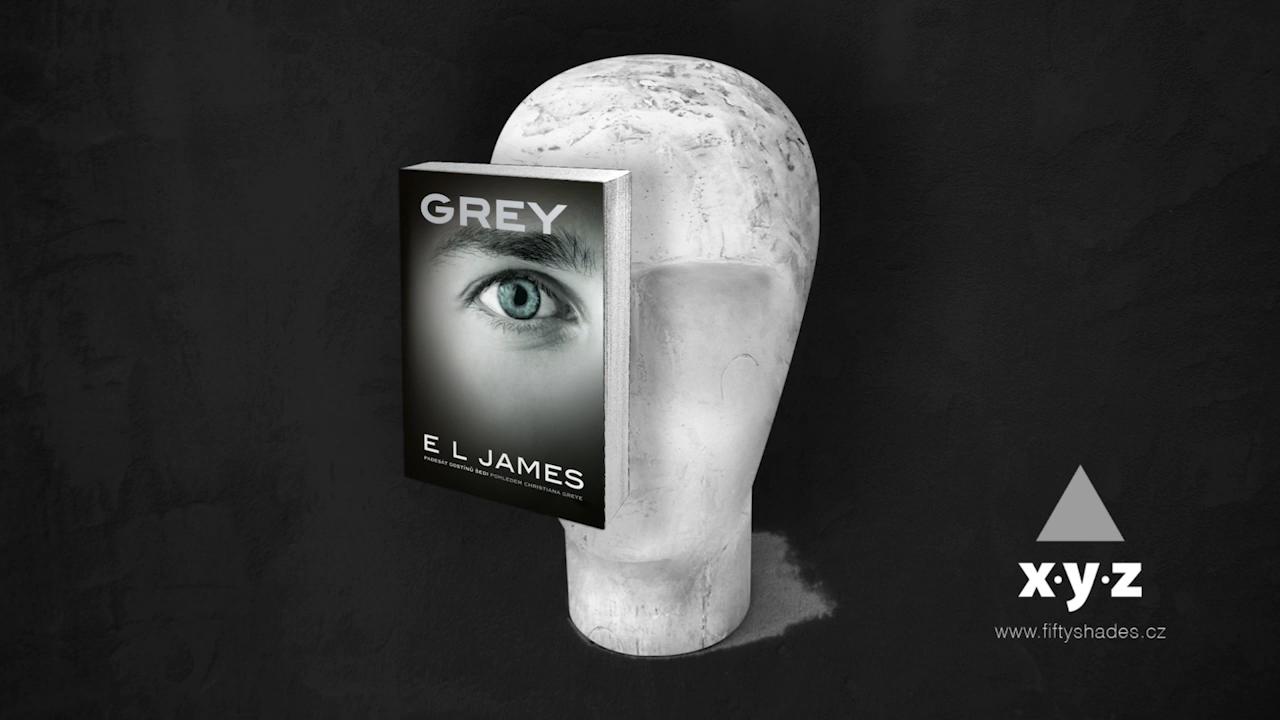 GREY
E L JAMES
PADESÁT ODSTÍNŮ ŠEDI POHLEDEM CHRISTIANA GREYE
x·y·z
www.fiftyshades.cz